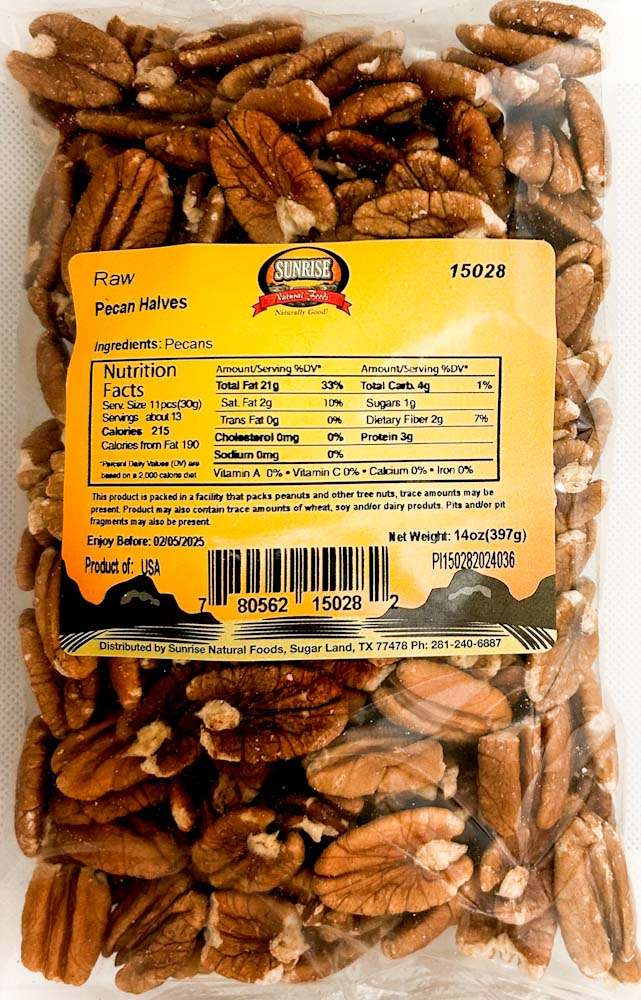 Raw
SUNRISE
15028
Natural Foods
Pecan Halves
Naturally Good!
Ingredients: Pecans
Nutrition
Facts
Serv. Size 11pcs(30g)
Servings about 13
Calories 215
Calories from Fat 190
*Percent Daily Values (DV) are
based on a 2,000 calorie diet
Amount/Serving %DV* Amount/Serving %DV*
Total Fat 21g 33% Total Carb. 4g 1%
Sat. Fat 2g 10% Sugars 1g
Trans Fat 0g 0% Dietary Fiber 2g 7%
Cholesterol 0mg 0% Protein 3g
Sodium 0mg 0%
Vitamin A 0% • Vitamin C 0% • Calcium 0% • Iron 0%
This product is packed in a facility that packs peanuts and other tree nuts, trace amounts may be
present. Product may also contain trace amounts of wheat, soy and/or dairy produts. Pits and/or pit
fragments may also be present.
Enjoy Before: 02/05/2025
Net Weight: 14oz(397g)
Product of: USA
PI150282024036
7 80562 15028 2
Distributed by Sunrise Natural Foods, Sugar Land, TX 77478 Ph: 281-240-6887